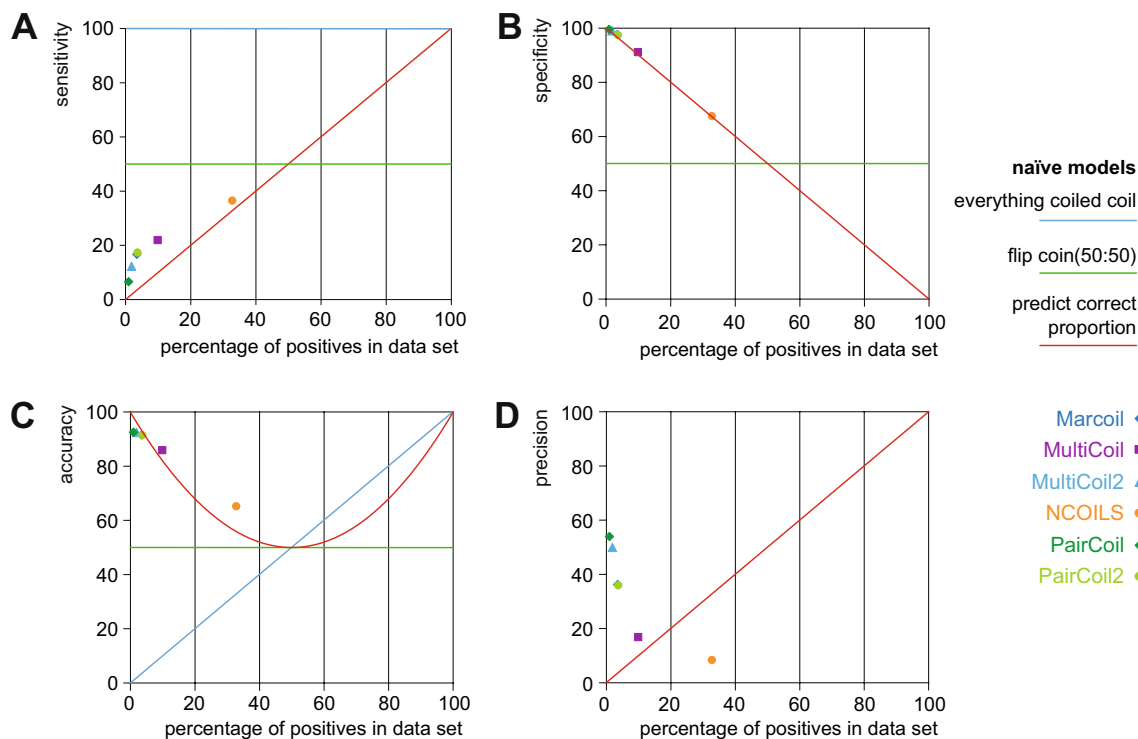 A
sensitivity
100
80
60
40
20
0
0 20 40 60 80 100
percentage of positives in data set
B
specificity
100
80
60
40
20
0
0 20 40 60 80 100
percentage of positives in data set
naïve models
everything coiled coil
flip coin(50:50)
predict correct
proportion
C
accuracy
100
80
60
40
20
0
0 20 40 60 80 100
percentage of positives in data set
D
precision
100
80
60
40
20
0
0 20 40 60 80 100
percentage of positives in data set
Marcoil
MultiCoil
MultiCoil2
NCOILS
PairCoil
PairCoil2